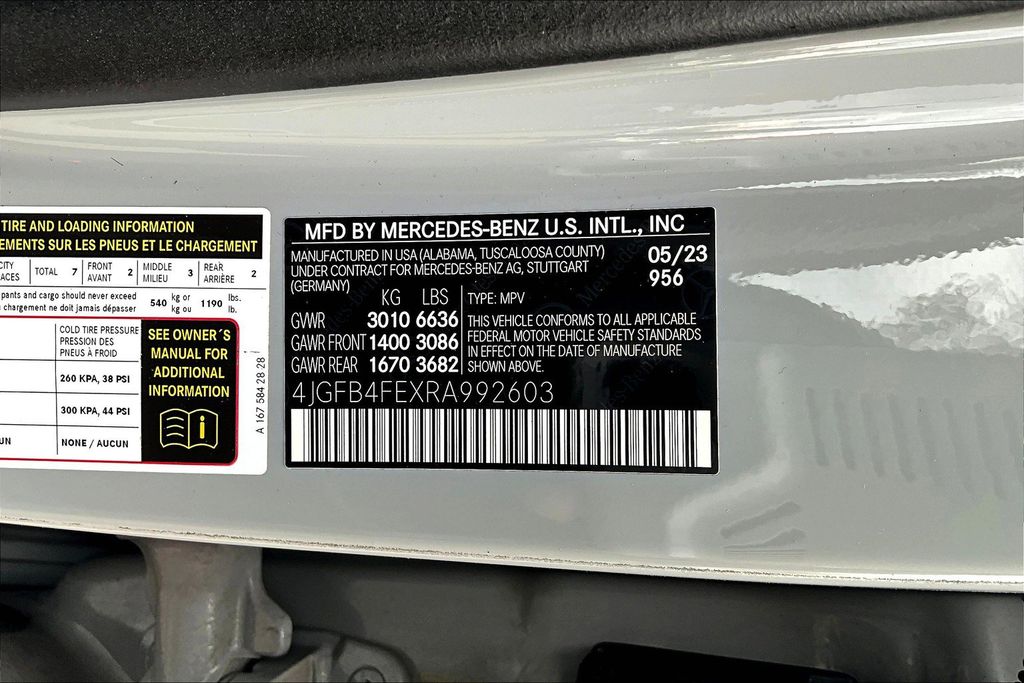 TIRE AND LOADING INFORMATION
EMENTS SUR LES PNEUS ET LE CHARGEMENT
CITY
ACES
TOTAL 7
FRONT
AVANT 2
MIDDLE
MILIEU 3
REAR
ARRIÈRE 2
pants and cargo should never exceed
chargement ne doit jamais dépasser
540 kg or
kg ou
1190 lbs.
lb.
COLD TIRE PRESSURE
PRESSION DES
PNEUS À FROID
260 KPA, 38 PSI
300 KPA, 44 PSI
UN
NONE / AUCUN
SEE OWNER´S
MANUAL FOR
ADDITIONAL
INFORMATION
i
A 167 584 28 28
MFD BY MERCEDES-BENZ U.S. INTL., INC
MANUFACTURED IN USA (ALABAMA, TUSCALOOSA COUNTY)
UNDER CONTRACT FOR MERCEDES-BENZ AG, STUTTGART
(GERMANY)
05/23
956
KG LBS
GVWR 3010 6636
GAWR FRONT 1400 3086
GAWR REAR 1670 3682
TYPE: MPV
THIS VEHICLE CONFORMS TO ALL APPLICABLE
FEDERAL MOTOR VEHICLE SAFETY STANDARDS
IN EFFECT ON THE DATE OF MANUFACTURE
SHOWN ABOVE.
4JGFB4FEXRA992603